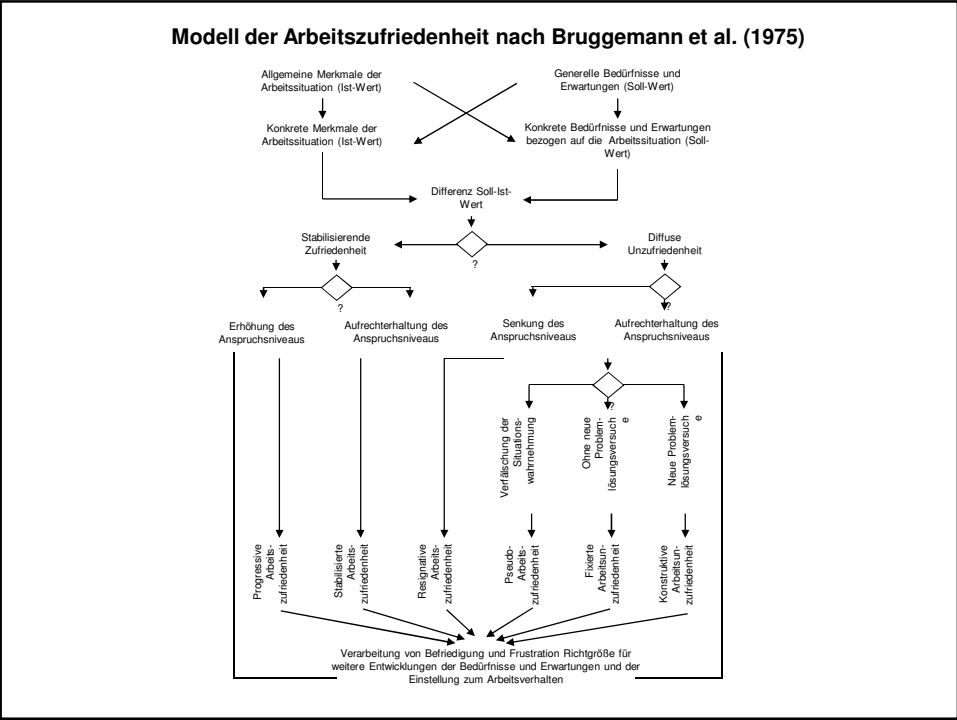 Modell der Arbeitszufriedenheit nach Bruggemann et al. (1975)
Allgemeine Merkmale der
Arbeitssituation (Ist-Wert)
Generelle Bedürfnisse und
Erwartungen (Soll-Wert)
Konkrete Merkmale der
Arbeitssituation (Ist-Wert)
Konkrete Bedürfnisse und Erwartungen
bezogen auf die Arbeitssituation (Soll-
Wert)
Differenz Soll-Ist-
Wert
?
Stabilisierende
Zufriedenheit
Diffuse
Unzufriedenheit
?
?
Erhöhung des
Anspruchsniveaus
Aufrechterhaltung des
Anspruchsniveaus
Senkung des
Anspruchsniveaus
Aufrechterhaltung des
Anspruchsniveaus
?
Verfälschung der
Situations-
wahrnehmung
Ohne neue
Problem-
lösungsversuch
e
Neue Problem-
lösungsversuch
e
Progressive
Arbeits-
zufriedenheit
Stabilisierte
Arbeits-
zufriedenheit
Resignative
Arbeits-
zufriedenheit
Pseudo-
Arbeits-
zufriedenheit
Fixierte
Arbeitsun-
zufriedenheit
Konstruktive
Arbeitsun-
zufriedenheit
Verarbeitung von Befriedigung und Frustration Richtgröße für
weitere Entwicklungen der Bedürfnisse und Erwartungen und der
Einstellung zum Arbeitsverhalten